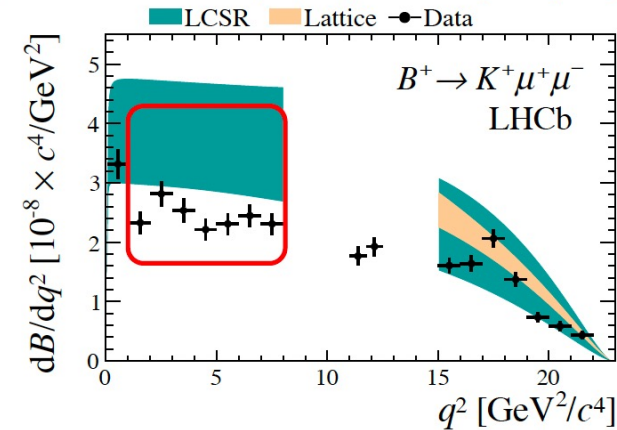 LCSR Lattice Data
B⁺ → K⁺μ⁺μ⁻
LHCb
dB/dq² [10⁻⁸ × c⁴/GeV²]
5
4
3
2
1
0
0 5 10 15 20
q² [GeV²/c⁴]